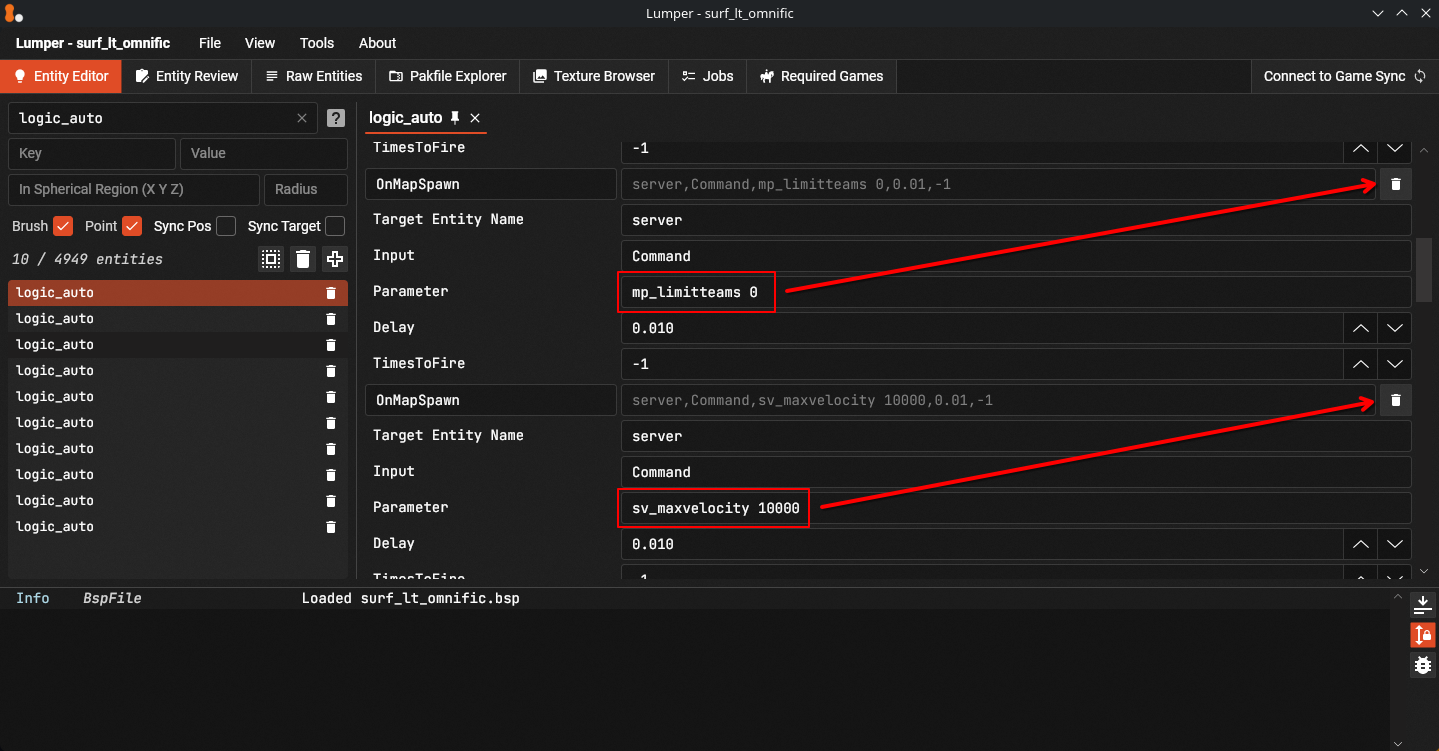 Lumper - surf_lt_omnific
Lumper - surf_lt_omnific File View Tools About
Entity Editor Entity Review Raw Entities Pakfile Explorer Texture Browser Jobs Required Games Connect to Game Sync
logic_auto ?
Key Value
In Spherical Region (X Y Z) Radius
Brush Point Sync Pos Sync Target
10 / 4949 entities
logic_auto
logic_auto
logic_auto
logic_auto
logic_auto
logic_auto
logic_auto
logic_auto
logic_auto
logic_auto
logic_auto
TimesToFire -1
OnMapSpawn server,Command,mp_limitteams 0,0.01,-1
Target Entity Name server
Input Command
Parameter mp_limitteams 0
Delay 0.010
TimesToFire -1
OnMapSpawn server,Command,sv_maxvelocity 10000,0.01,-1
Target Entity Name server
Input Command
Parameter sv_maxvelocity 10000
Delay 0.010
TimesToFire -1
Info BspFile Loaded surf_lt_omnific.bsp